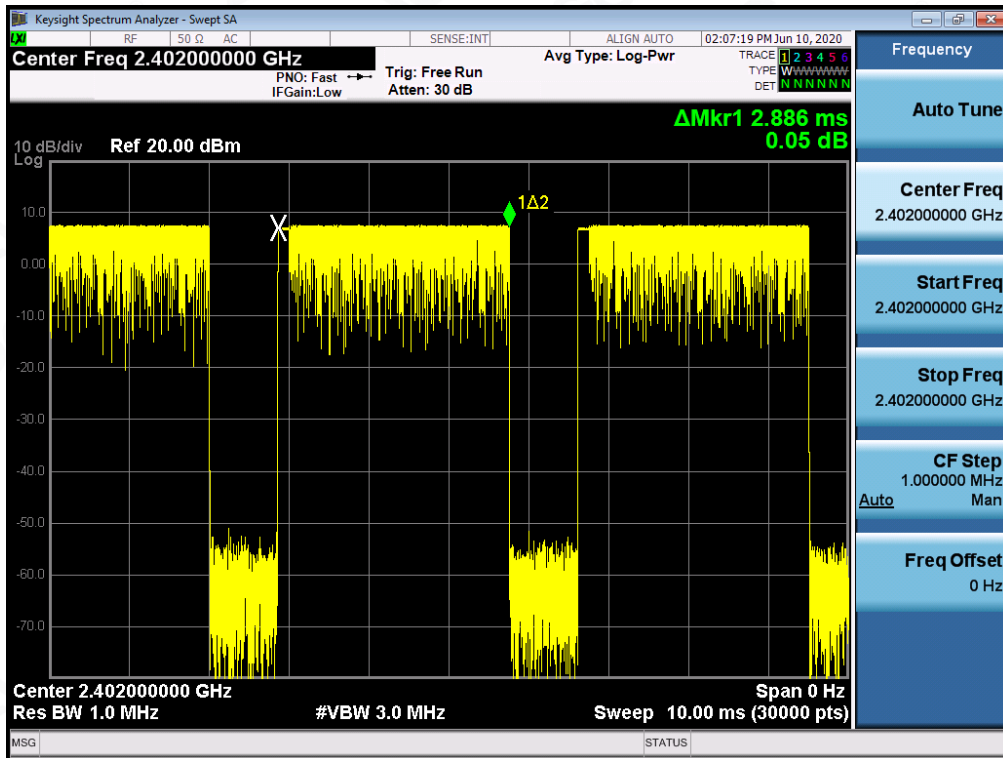 Keysight Spectrum Analyzer - Swept SA
LXI RF 50 Ω AC SENSE:INT ALIGN AUTO 02:07:19 PM Jun 10, 2020
Center Freq 2.402000000 GHz
Avg Type: Log-Pwr
TRACE 1 2 3 4 5 6
PNO: Fast
Trig: Free Run
TYPE WWWWWW
IFGain:Low
Atten: 30 dB
DET N N N N N N
ΔMkr1 2.886 ms
0.05 dB
10 dB/div
Ref 20.00 dBm
Log
1Δ2
10.0
0.00
-10.0
-20.0
-30.0
-40.0
-50.0
-60.0
-70.0
Center 2.402000000 GHz
Span 0 Hz
Res BW 1.0 MHz
#VBW 3.0 MHz
Sweep 10.00 ms (30000 pts)
MSG
STATUS
Frequency
Auto Tune
Center Freq
2.402000000 GHz
Start Freq
2.402000000 GHz
Stop Freq
2.402000000 GHz
CF Step
1.000000 MHz
Auto Man
Freq Offset
0 Hz